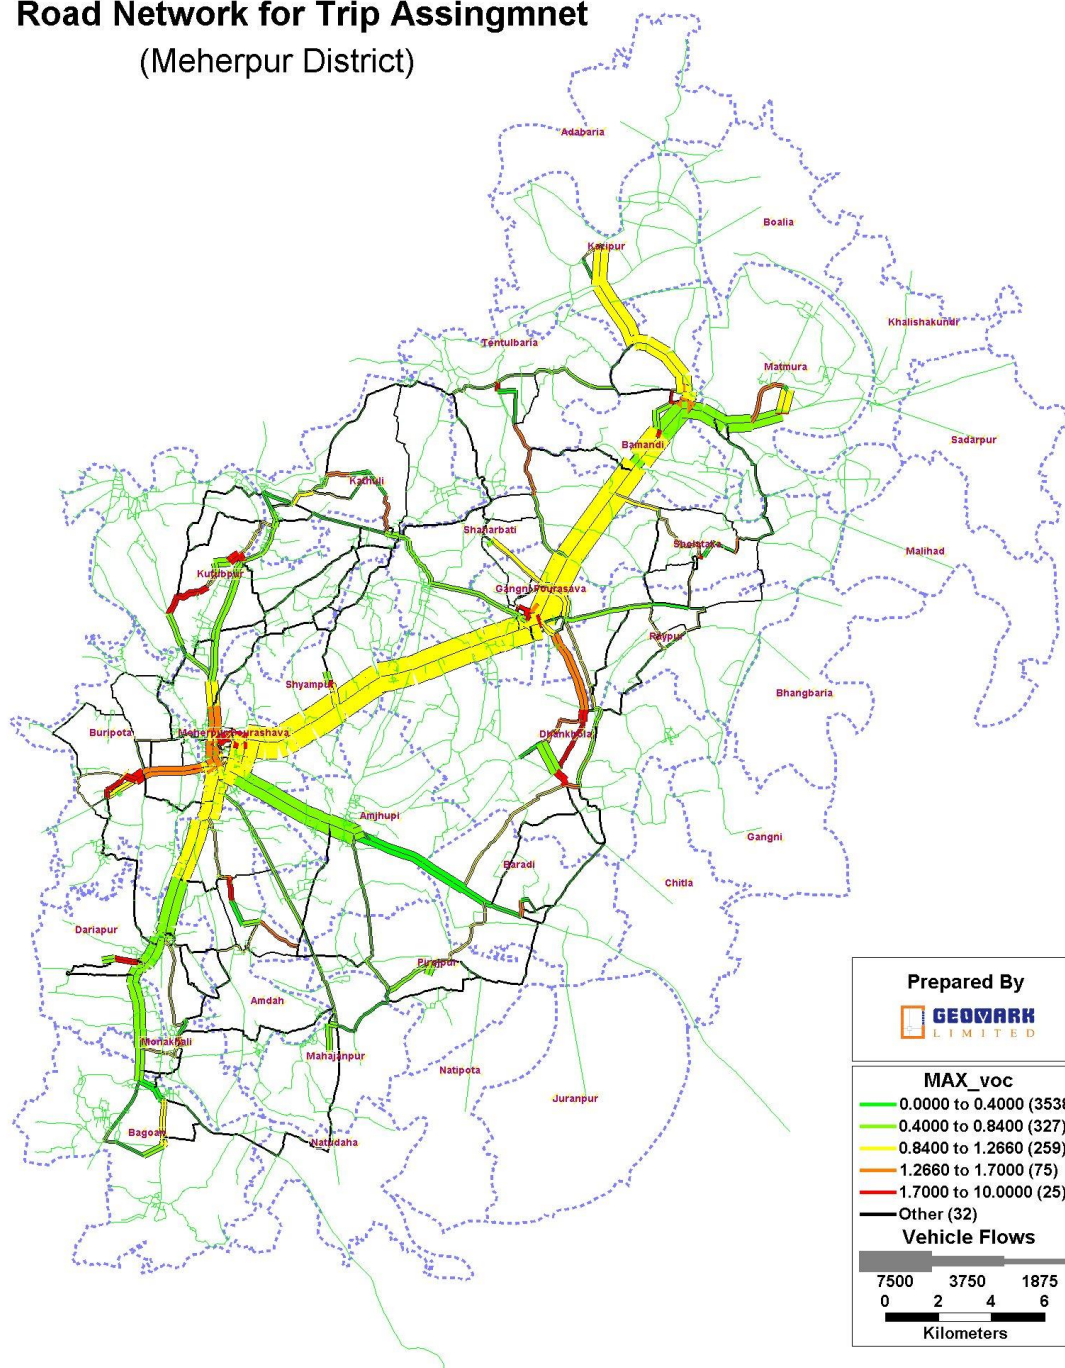 Road Network for Trip Assingmnet
(Meherpur District)
Adabaria
Boalia
Kazipur
Khalishakundi
Tentulbaria
Matmura
Sadarpur
Bamandi
Kathuli
Shaharbati
Sholataka
Malihad
Kutubpur
Gangni Pourasava
Raypur
Shyampur
Bhangbaria
Buripota
Meherpur Pourashava
Dhankhola
Amjhupi
Gangni
Baradi
Chitla
Dariapur
Pirojpur
Amdah
Monakhali
Mahajanpur
Natipota
Juranpur
Bagoan
Natudaha
Prepared By
GEOMARK
LIMITED
MAX_voc
0.0000 to 0.4000 (3538
0.4000 to 0.8400 (327)
0.8400 to 1.2660 (259)
1.2660 to 1.7000 (75)
1.7000 to 10.0000 (25)
Other (32)
Vehicle Flows
7500 3750 1875
0 2 4 6
Kilometers